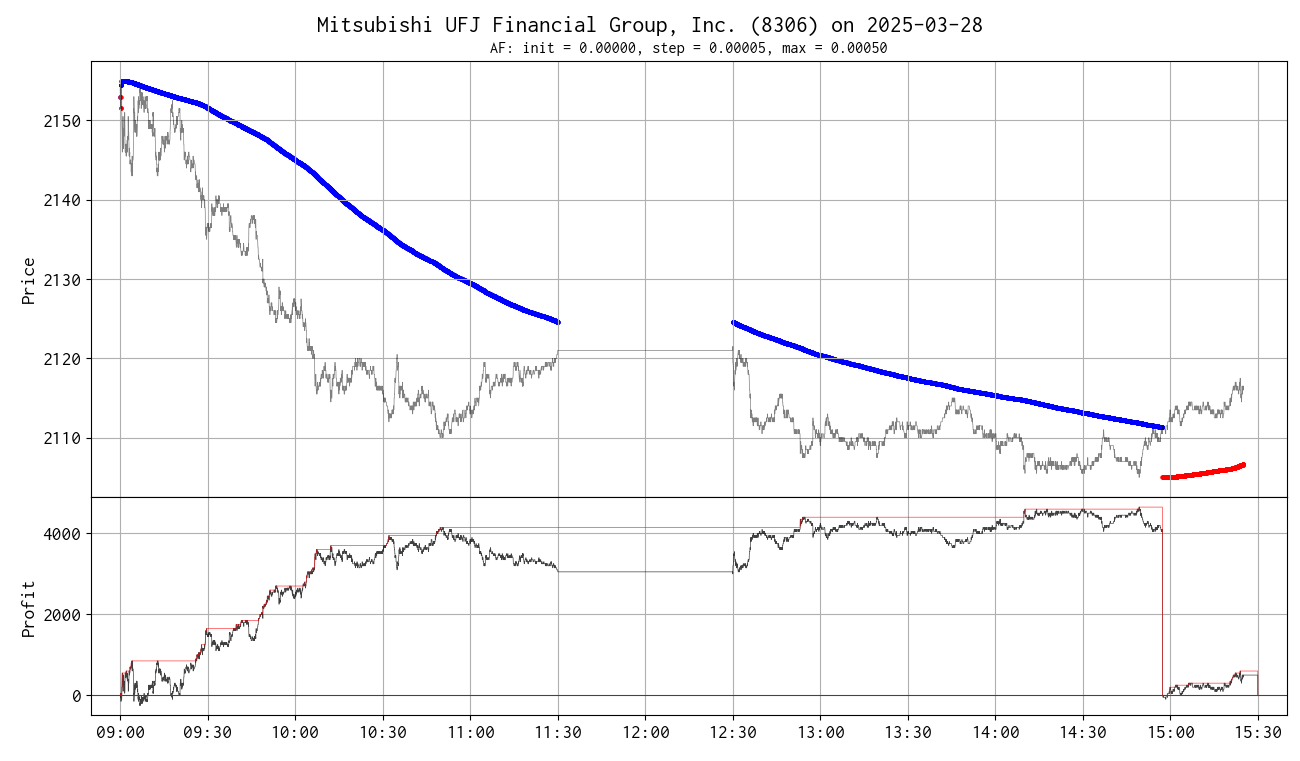 Mitsubishi UFJ Financial Group, Inc. (8306) on 2025-03-28
AF: init = 0.00000, step = 0.00005, max = 0.00050
Price
2150
2140
2130
2120
2110
Profit
4000
2000
0
09:00 09:30 10:00 10:30 11:00 11:30 12:00 12:30 13:00 13:30 14:00 14:30 15:00 15:30